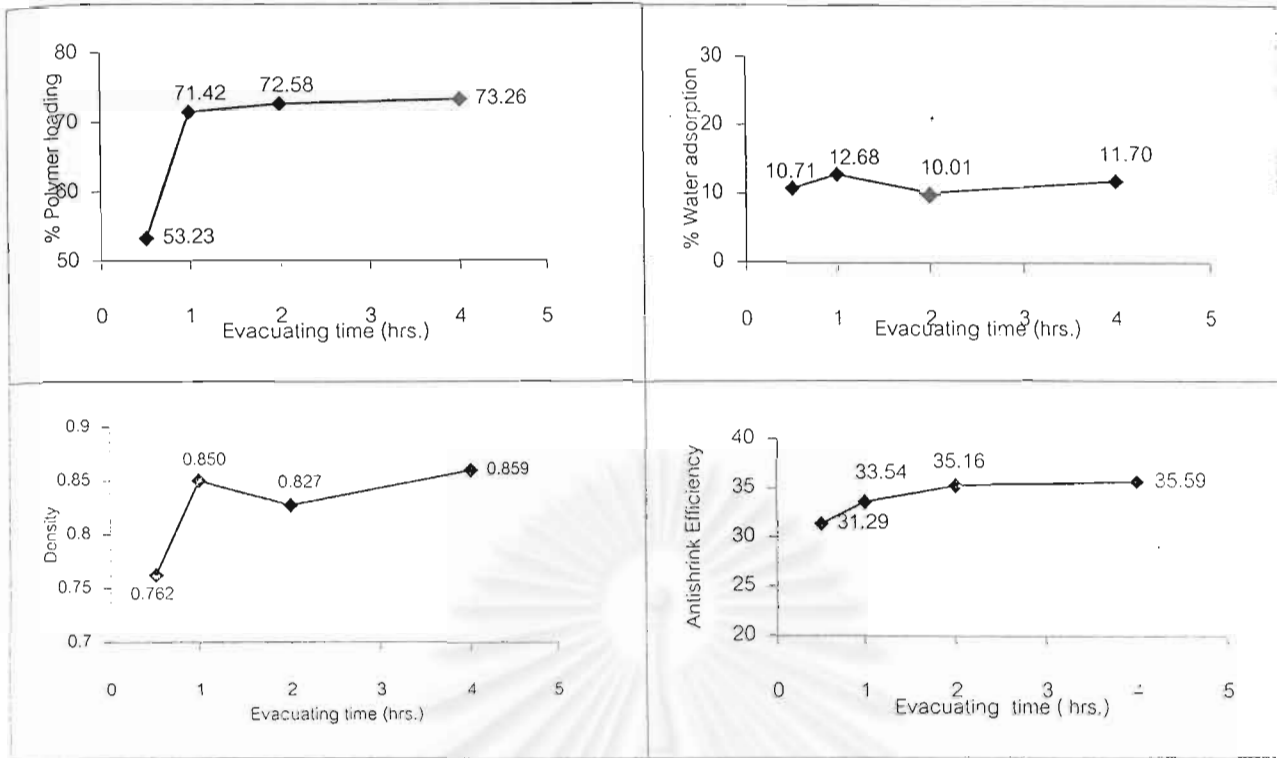 % Polymer loading
80
70
60
50
53.23
71.42
72.58
73.26
0 1 2 3 4 5
Evacuating time (hrs.)
% Water adsorption
30
20
10
0
10.71
12.68
10.01
11.70
0 1 2 3 4 5
Evacuating time (hrs.)
Density
0.9
0.85
0.8
0.75
0.7
0.762
0.850
0.827
0.859
0 1 2 3 4 5
Evacuating time (hrs.)
Antishrink Efficiency
40
35
30
25
20
31.29
33.54
35.16
35.59
0 1 2 3 4 5
Evacuating time ( hrs.)